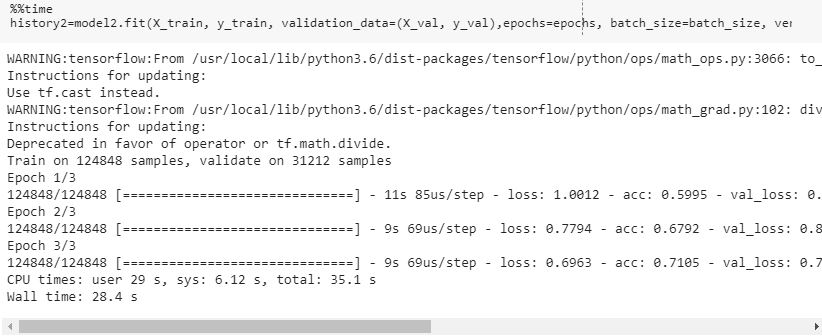 %%time
history2=model2.fit(X_train, y_train, validation_data=(X_val, y_val),epochs=epochs, batch_size=batch_size, ver
WARNING:tensorflow:From /usr/local/lib/python3.6/dist-packages/tensorflow/python/ops/math_ops.py:3066: to_
Instructions for updating:
Use tf.cast instead.
WARNING:tensorflow:From /usr/local/lib/python3.6/dist-packages/tensorflow/python/ops/math_grad.py:102: div
Instructions for updating:
Deprecated in favor of operator or tf.math.divide.
Train on 124848 samples, validate on 31212 samples
Epoch 1/3
124848/124848 [==============================] - 11s 85us/step - loss: 1.0012 - acc: 0.5995 - val_loss: 0.
Epoch 2/3
124848/124848 [==============================] - 9s 69us/step - loss: 0.7794 - acc: 0.6792 - val_loss: 0.8
Epoch 3/3
124848/124848 [==============================] - 9s 69us/step - loss: 0.6963 - acc: 0.7105 - val_loss: 0.7
CPU times: user 29 s, sys: 6.12 s, total: 35.1 s
Wall time: 28.4 s